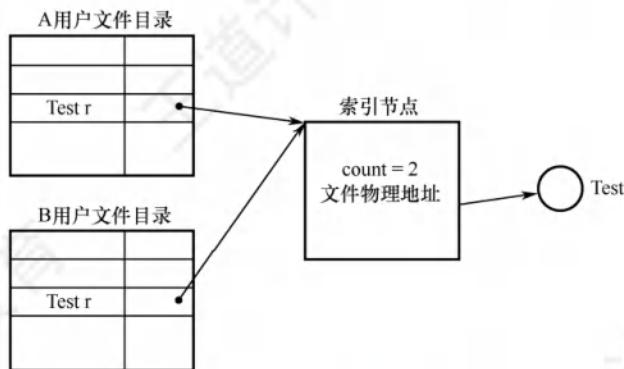 A用户文件目录
Test r
索引节点
count = 2
文件物理地址
Test
B用户文件目录
Test r